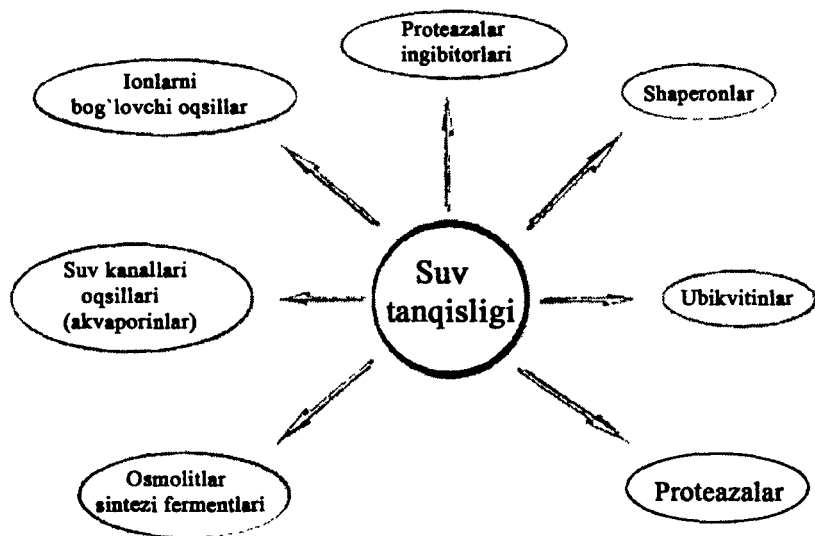 Proteazalar
ingibitorlari
Ionlarni
bog`lovchi oqsillar
Shaperonlar
Suv kanallari
oqsillari
(akvaporinlar)
Suv
tanqisligi
Ubikvitinlar
Osmolitlar
sintezi fermentlari
Proteazalar